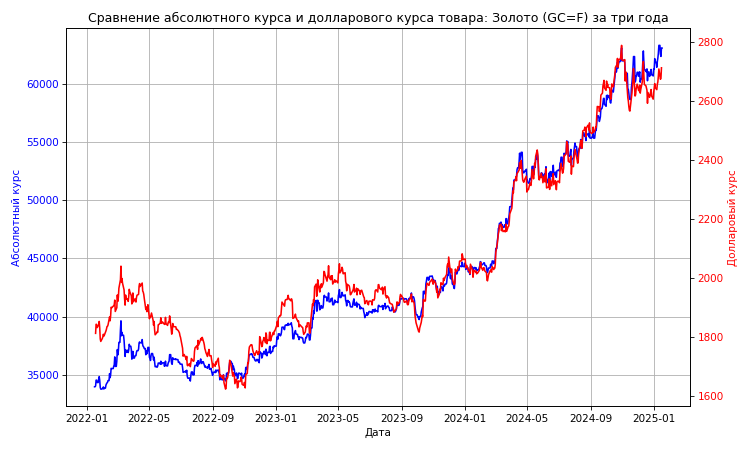 Сравнение абсолютного курса и долларового курса товара: Золото (GC=F) за три года
Абсолютный курс
60000
55000
50000
45000
40000
35000
2800
2600
2400
2200
2000
1800
1600
Долларовый курс
2022-01 2022-05 2022-09 2023-01 2023-05 2023-09 2024-01 2024-05 2024-09 2025-01
Дата